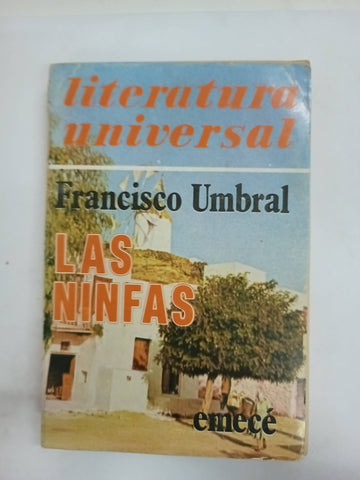 literatura
universal
Francisco Umbral
LAS
NINFAS
emecé